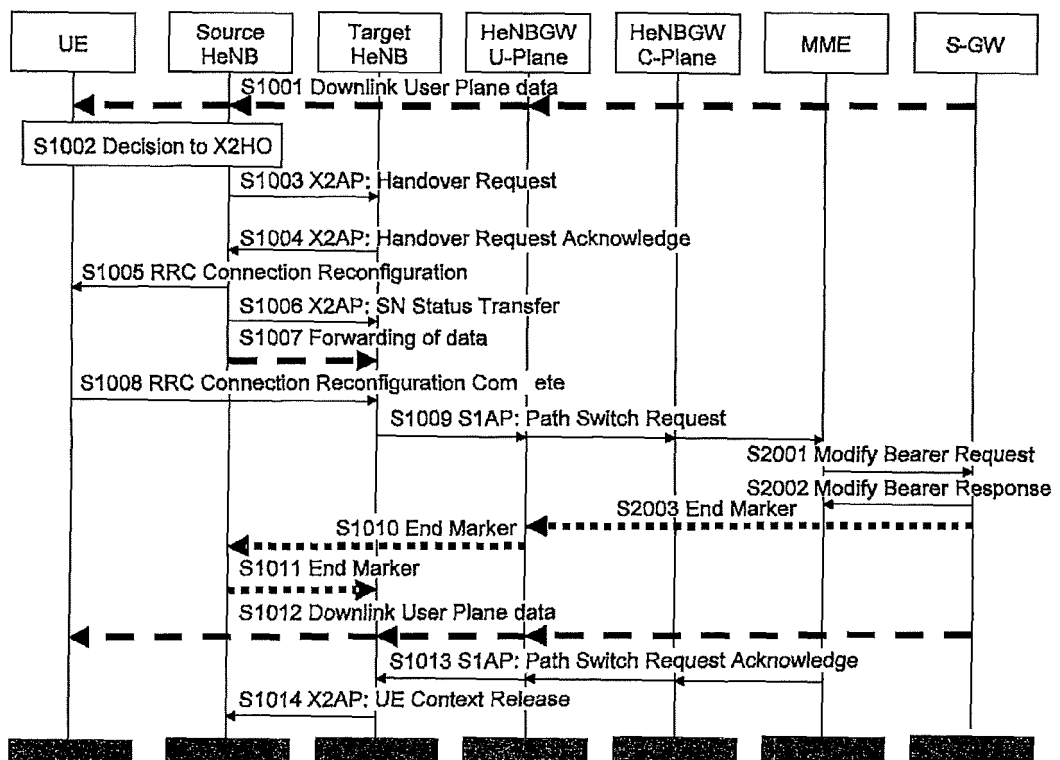 UE
Source
HeNB
Target
HeNB
HeNBGW
U-Plane
HeNBGW
C-Plane
MME
S-GW
S1001 Downlink User Plane data
S1002 Decision to X2HO
S1003 X2AP: Handover Request
S1004 X2AP: Handover Request Acknowledge
S1005 RRC Connection Reconfiguration
S1006 X2AP: SN Status Transfer
S1007 Forwarding of data
S1008 RRC Connection Reconfiguration Com ete
S1009 S1AP: Path Switch Request
S2001 Modify Bearer Request
S2002 Modify Bearer Response
S2003 End Marker
S1010 End Marker
S1011 End Marker
S1012 Downlink User Plane data
S1013 S1AP: Path Switch Request Acknowledge
S1014 X2AP: UE Context Release